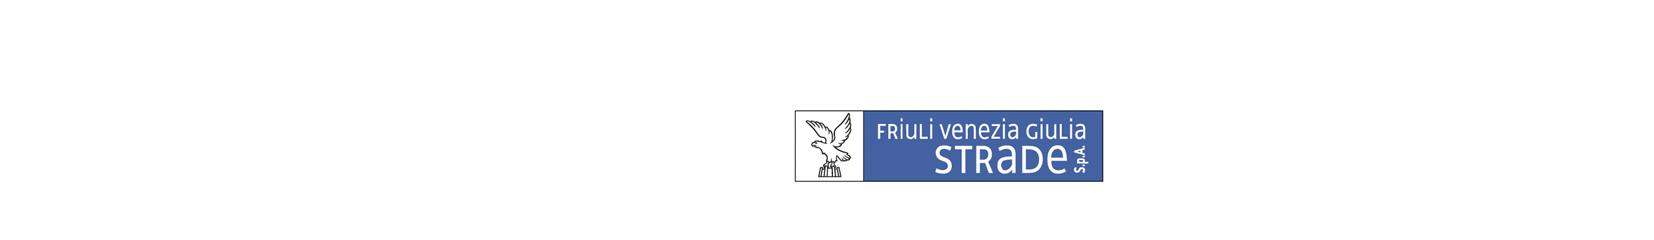 FRIULI VENEZIA GIULIA
STRADE S.p.A.